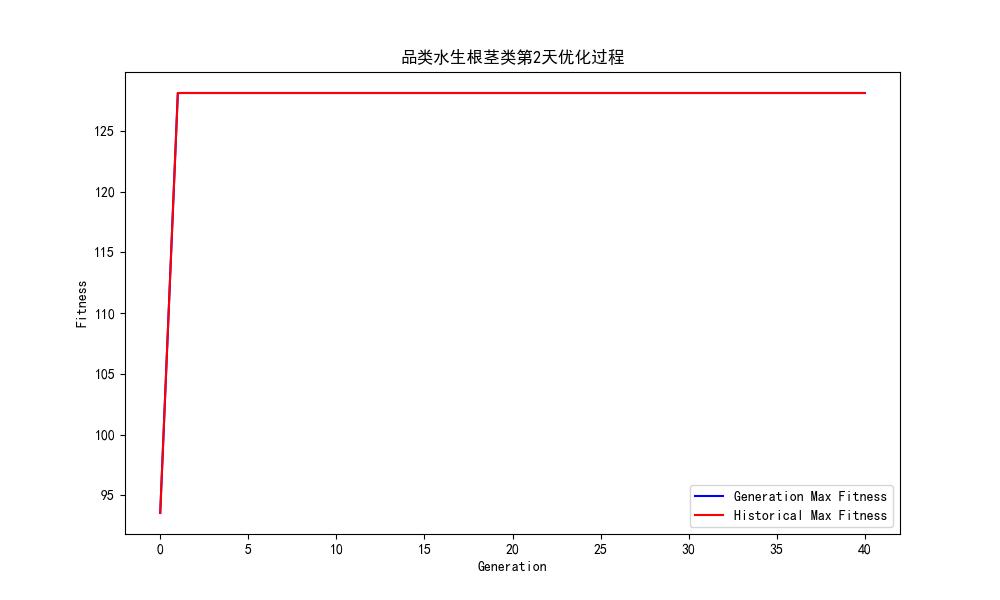 品类水生根茎类第2天优化过程
125
120
115
110
105
100
95
Fitness
Generation Max Fitness
Historical Max Fitness
0 5 10 15 20 25 30 35 40
Generation